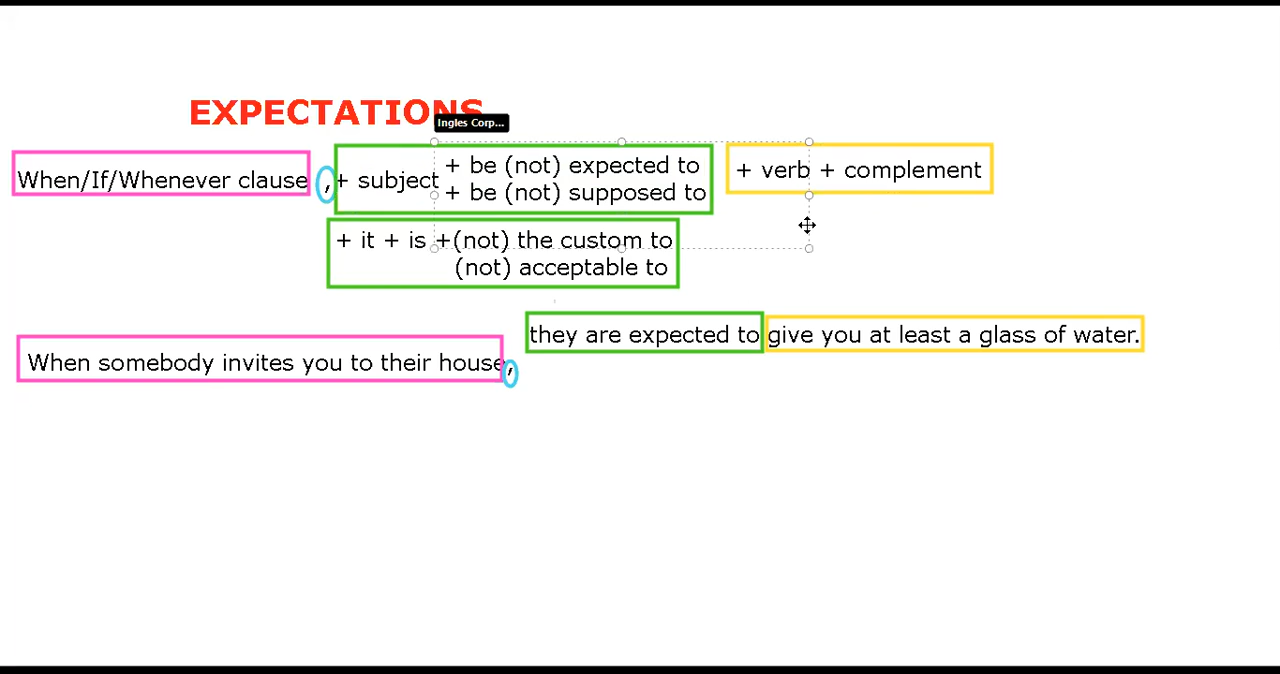 EXPECTATIONS
Ingles Corp...
When/If/Whenever clause , + subject + be (not) expected to + verb + complement
+ be (not) supposed to
+ it + is +(not) the custom to
(not) acceptable to
they are expected to give you at least a glass of water.
When somebody invites you to their house,